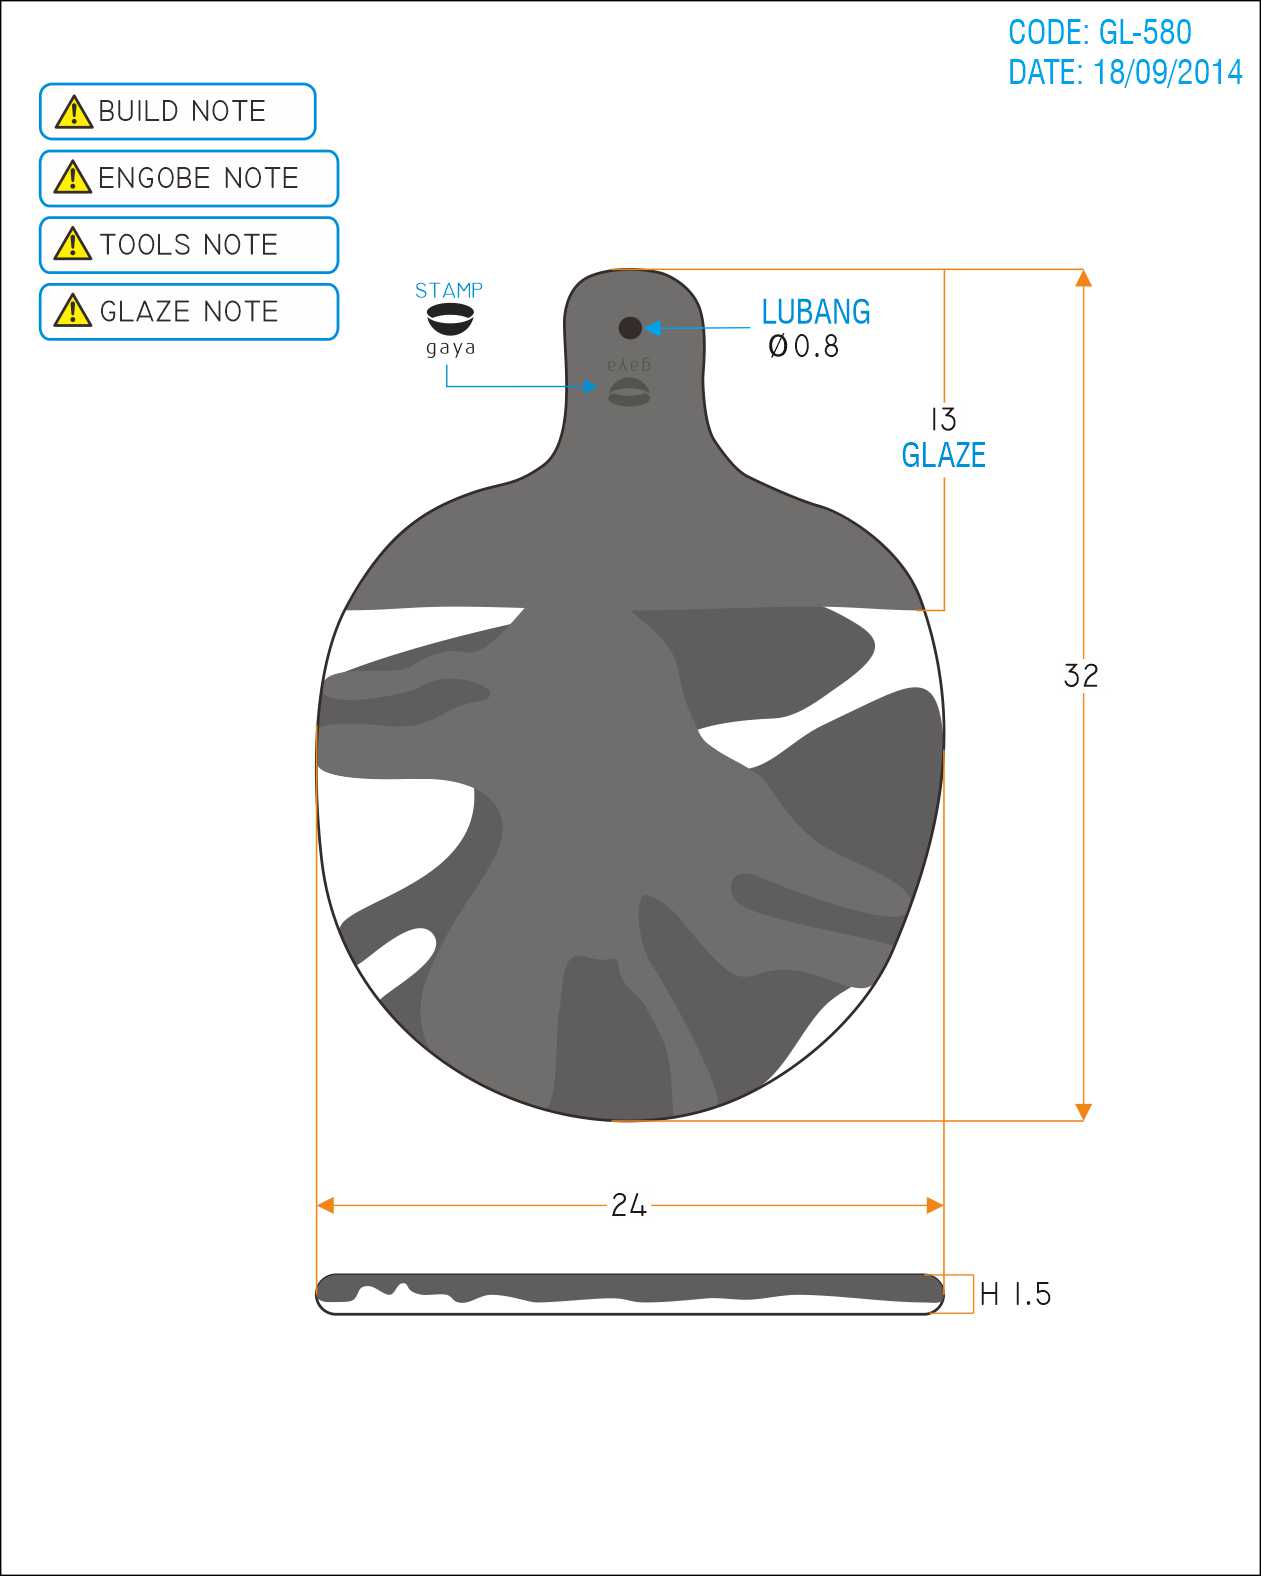 CODE: GL-580
DATE: 18/09/2014
BUILD NOTE
ENGOBE NOTE
TOOLS NOTE
GLAZE NOTE
STAMP
gaya
LUBANG
Ø0.8
gaya
13
GLAZE
32
24
H 1.5